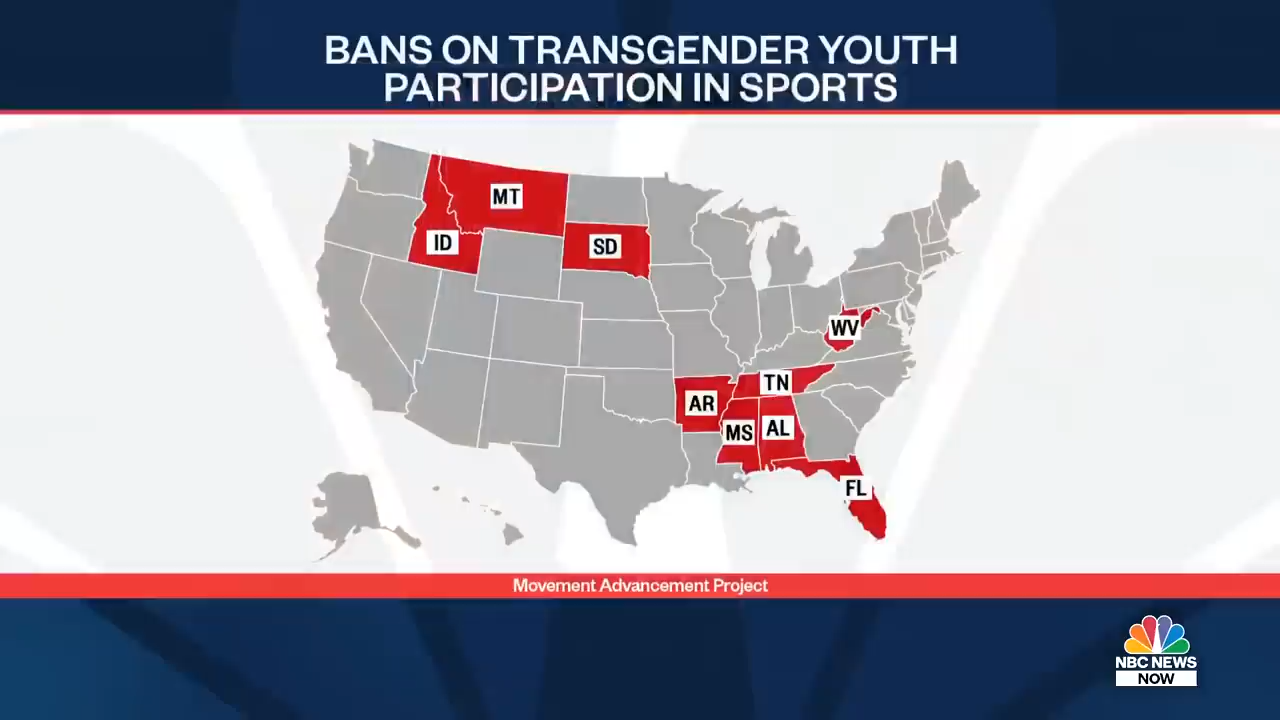 BANS ON TRANSGENDER YOUTH
PARTICIPATION IN SPORTS
MT
ID
SD
WV
TN
AR
MS
AL
FL
Movement Advancement Project
NBC NEWS
NOW